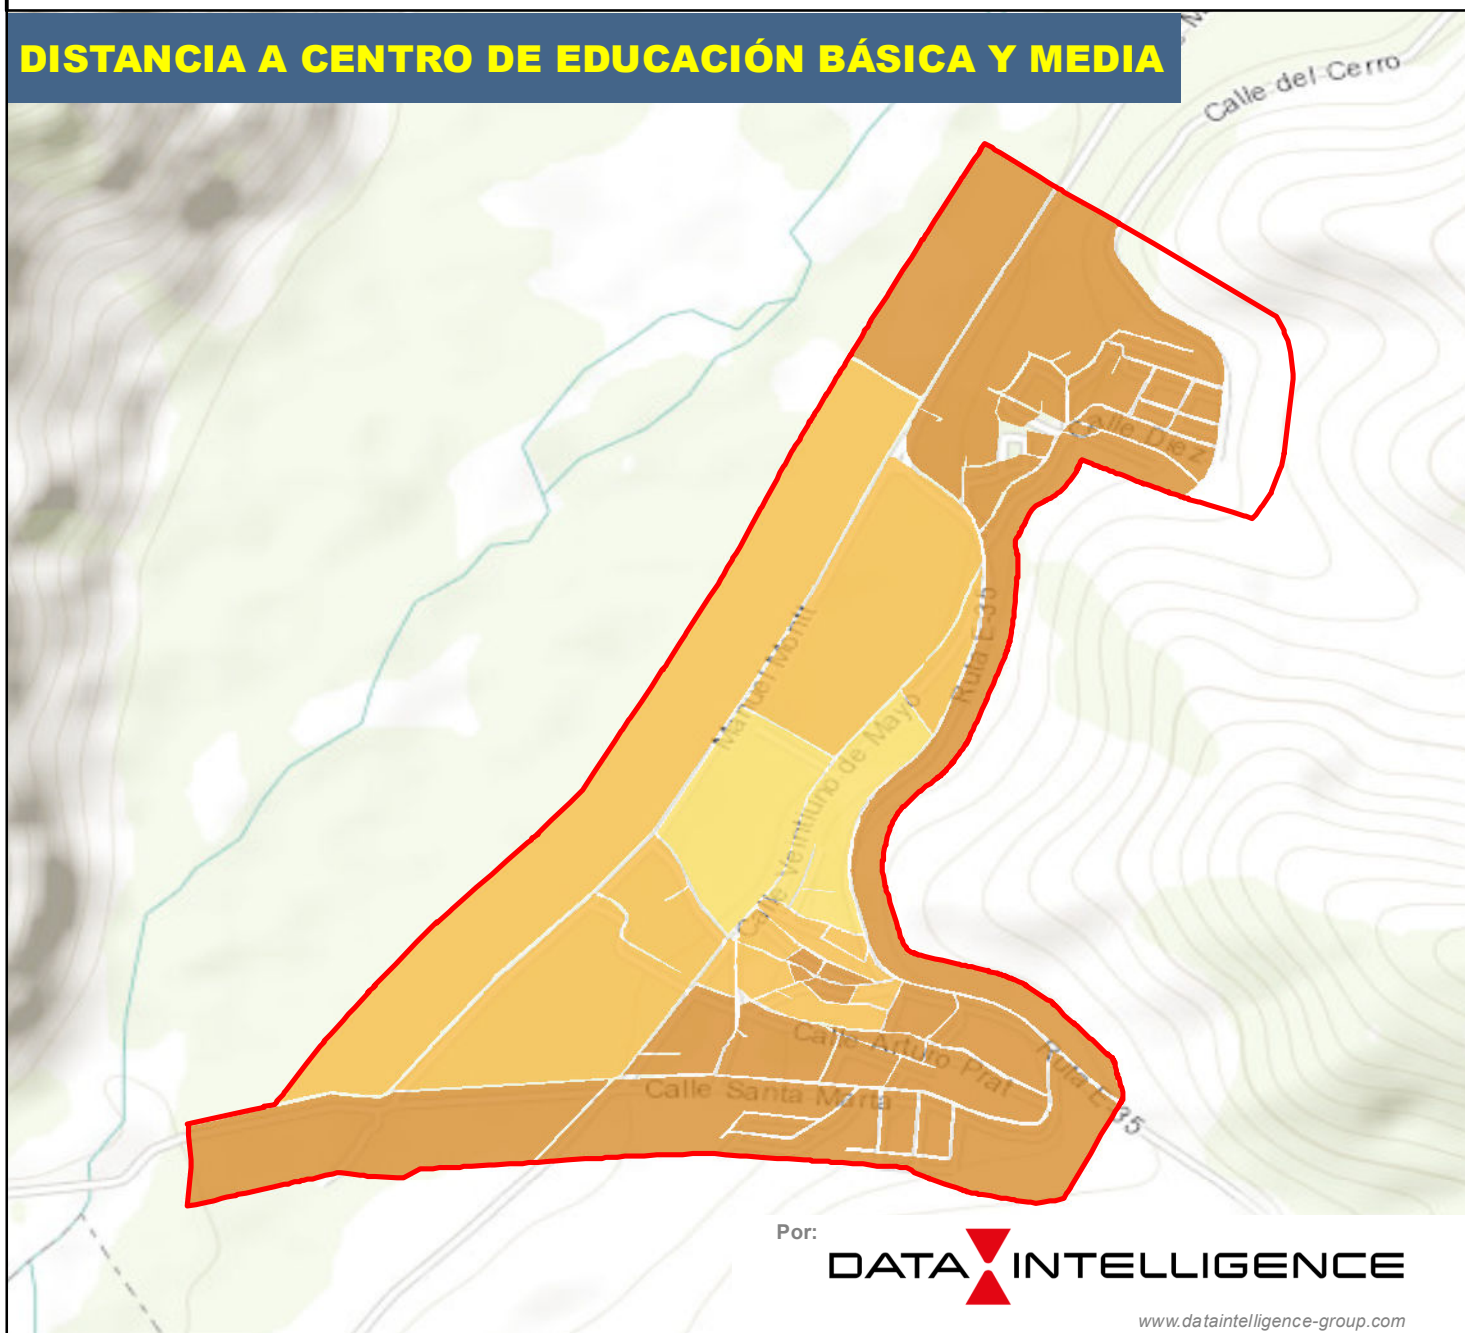 DISTANCIA A CENTRO DE EDUCACIÓN BÁSICA Y MEDIA
Calle del Cerro
Calle Diez
Ruta E-35
Manuel Montt
Calle Veintiuno de Mayo
Calle Arturo Prat
Ruta E-35
Calle Santa Marta
Por:
DATA INTELLIGENCE
www.dataintelligence-group.com